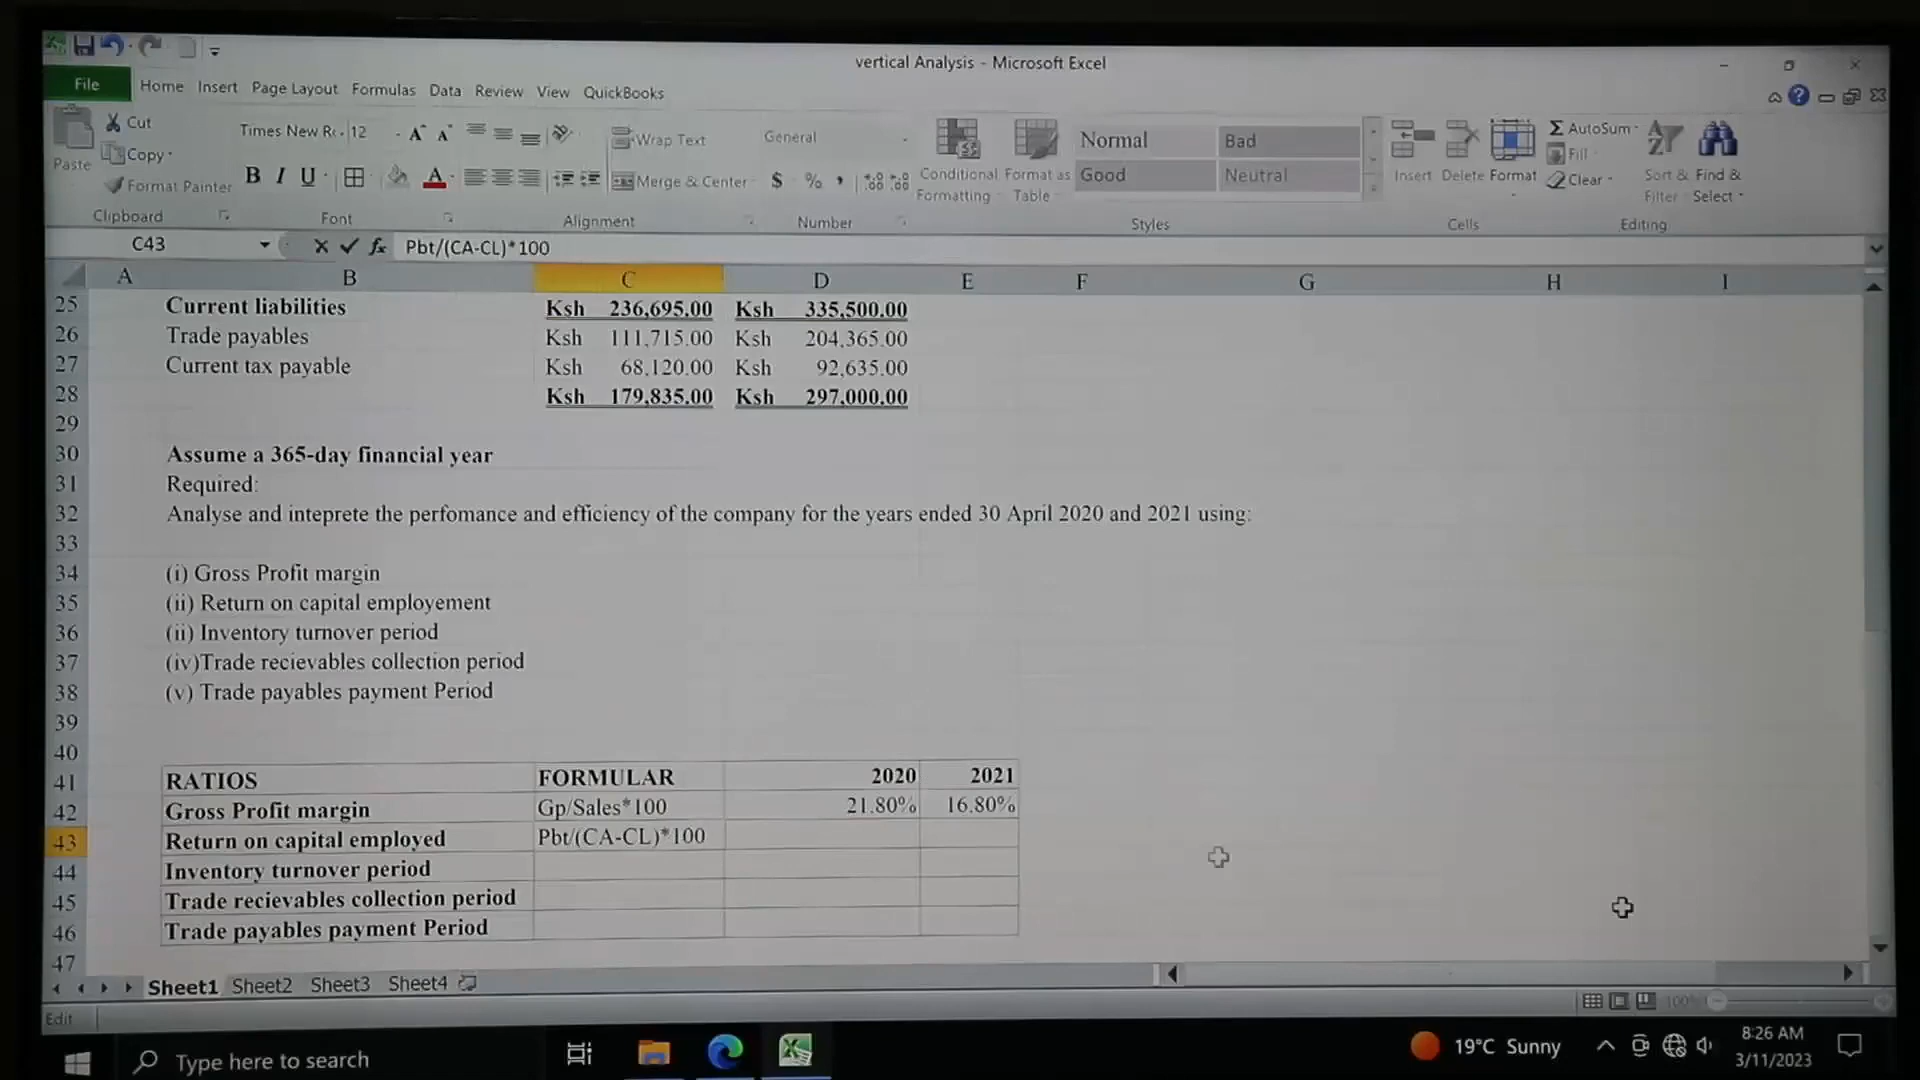 vertical Analysis - Microsoft Excel
File Home Insert Page Layout Formulas Data Review View QuickBooks
Paste
Cut
Copy
Format Painter
Clipboard
Times New Ro 12
A A
B I U A
Font
Wrap Text
Merge & Center
Alignment
General
$ % ,
Number
Conditional Formatting
Format as Table
Normal Bad
Good Neutral
Styles
Insert Delete Format
Cells
Σ AutoSum
Fill
Clear
Sort & Filter
Find & Select
Editing
C43 fx Pbt/(CA-CL)*100
A B C D E F G H I
25 Current liabilities Ksh 236,695.00 Ksh 335,500.00
26 Trade payables Ksh 111,715.00 Ksh 204,365.00
27 Current tax payable Ksh 68,120.00 Ksh 92,635.00
28 Ksh 179,835.00 Ksh 297,000.00
29
30 Assume a 365-day financial year
31 Required:
32 Analyse and inteprete the perfomance and efficiency of the company for the years ended 30 April 2020 and 2021 using:
33
34 (i) Gross Profit margin
35 (ii) Return on capital employement
36 (ii) Inventory turnover period
37 (iv)Trade recievables collection period
38 (v) Trade payables payment Period
39
40
41 RATIOS FORMULAR 2020 2021
42 Gross Profit margin Gp/Sales*100 21.80% 16.80%
43 Return on capital employed Pbt/(CA-CL)*100
44 Inventory turnover period
45 Trade recievables collection period
46 Trade payables payment Period
47
Sheet1 Sheet2 Sheet3 Sheet4
Edit 100%
Type here to search
19°C Sunny
8:26 AM
3/11/2023